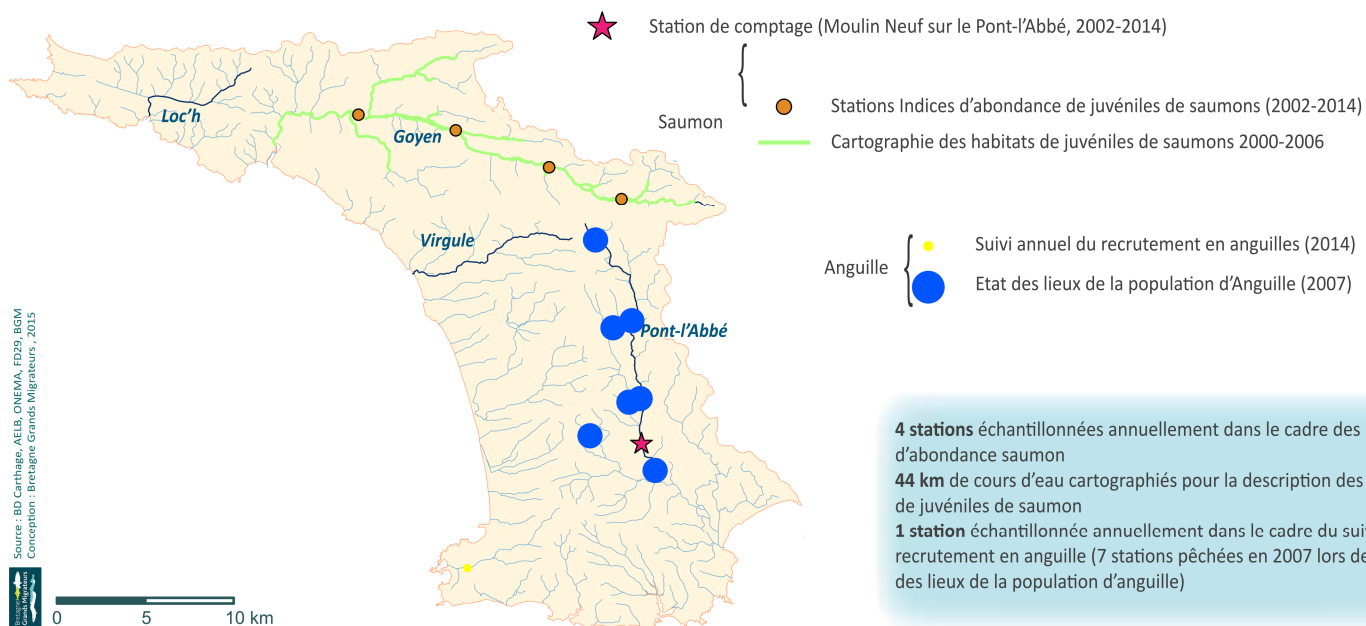 Station de comptage (Moulin Neuf sur le Pont-l'Abbé, 2002-2014)
Saumon
Stations Indices d'abondance de juvéniles de saumons (2002-2014)
Cartographie des habitats de juvéniles de saumons 2000-2006
Anguille
Suivi annuel du recrutement en anguilles (2014)
Etat des lieux de la population d'Anguille (2007)
Loc'h
Goyen
Virgule
Pont-l'Abbé
4 stations échantillonnées annuellement dans le cadre des
d'abondance saumon
44 km de cours d'eau cartographiés pour la description des
de juvéniles de saumon
1 station échantillonnée annuellement dans le cadre du sui
recrutement en anguille (7 stations pêchées en 2007 lors de
des lieux de la population d'anguille)
Source : BD Carthage, AELB, ONEMA, FD29, BGM
Conception : Bretagne Grands Migrateurs , 2015
Bretagne
Grands Migrateurs
0 5 10 km